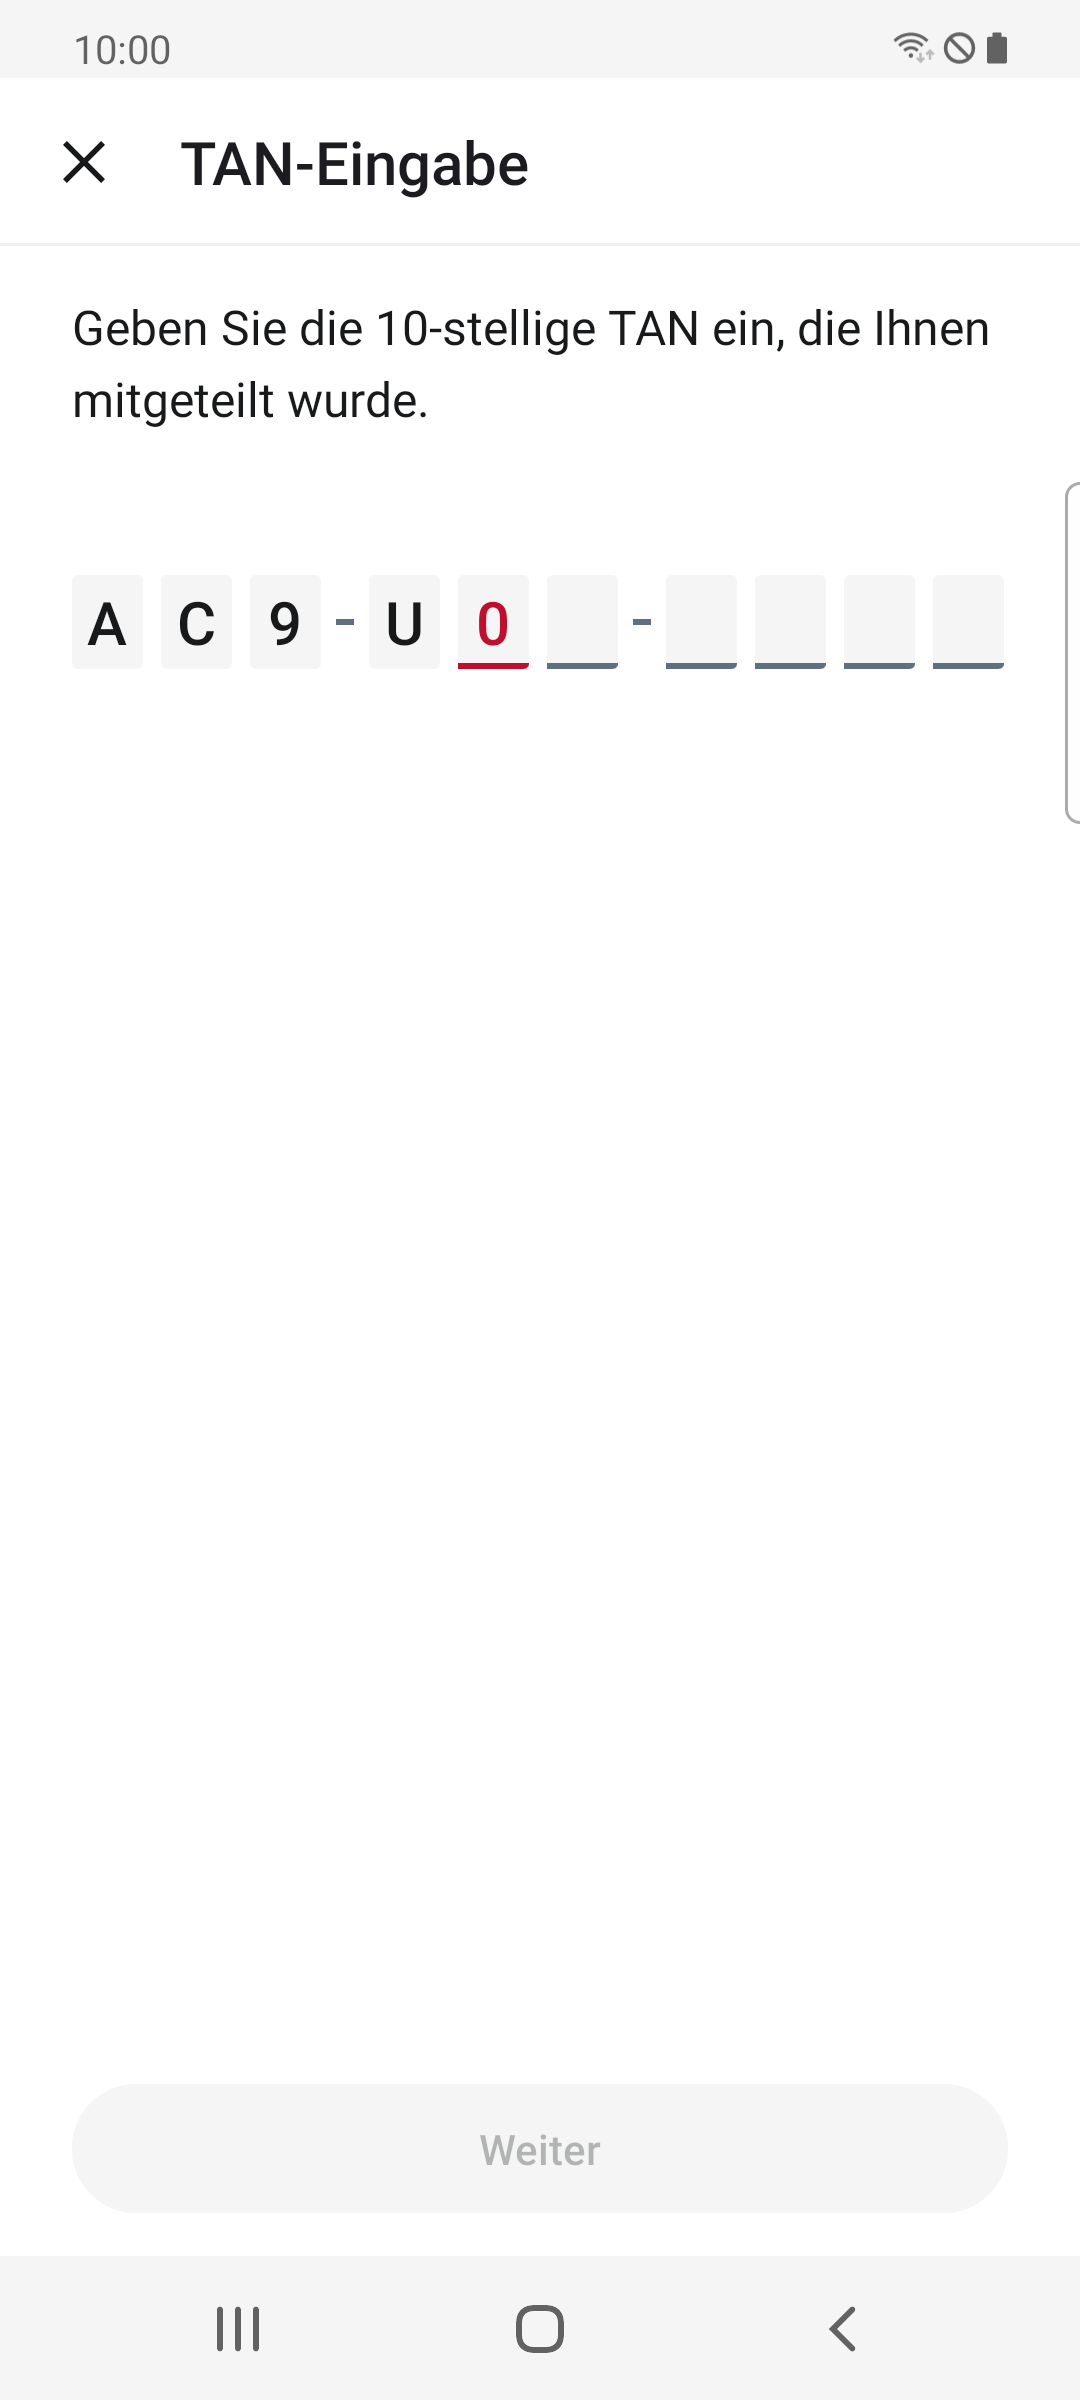 10:00
TAN-Eingabe
Geben Sie die 10-stellige TAN ein, die Ihnen
mitgeteilt wurde.
A C 9 - U 0 -
Weiter